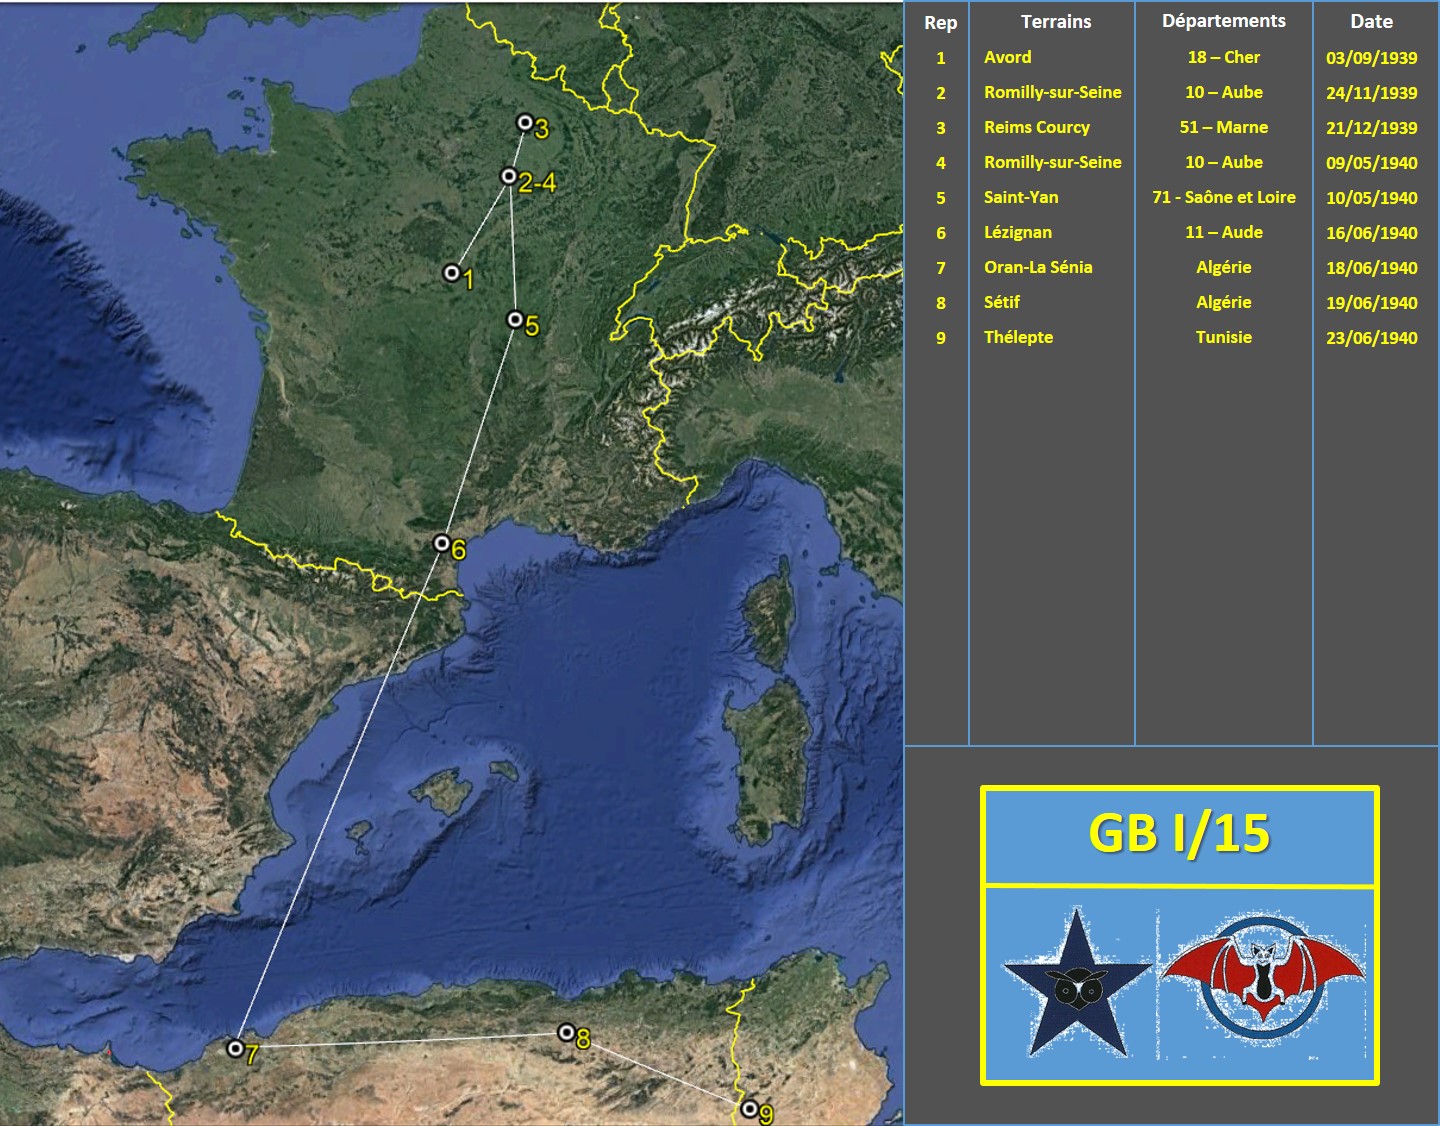 Rep Terrains Départements Date
1 Avord 18 – Cher 03/09/1939
2 Romilly-sur-Seine 10 – Aube 24/11/1939
3 Reims Courcy 51 – Marne 21/12/1939
4 Romilly-sur-Seine 10 – Aube 09/05/1940
5 Saint-Yan 71 - Saône et Loire 10/05/1940
6 Lézignan 11 – Aude 16/06/1940
7 Oran-La Sénia Algérie 18/06/1940
8 Sétif Algérie 19/06/1940
9 Thélepte Tunisie 23/06/1940
3
2-4
1
5
6
7
8
9
GB I/15